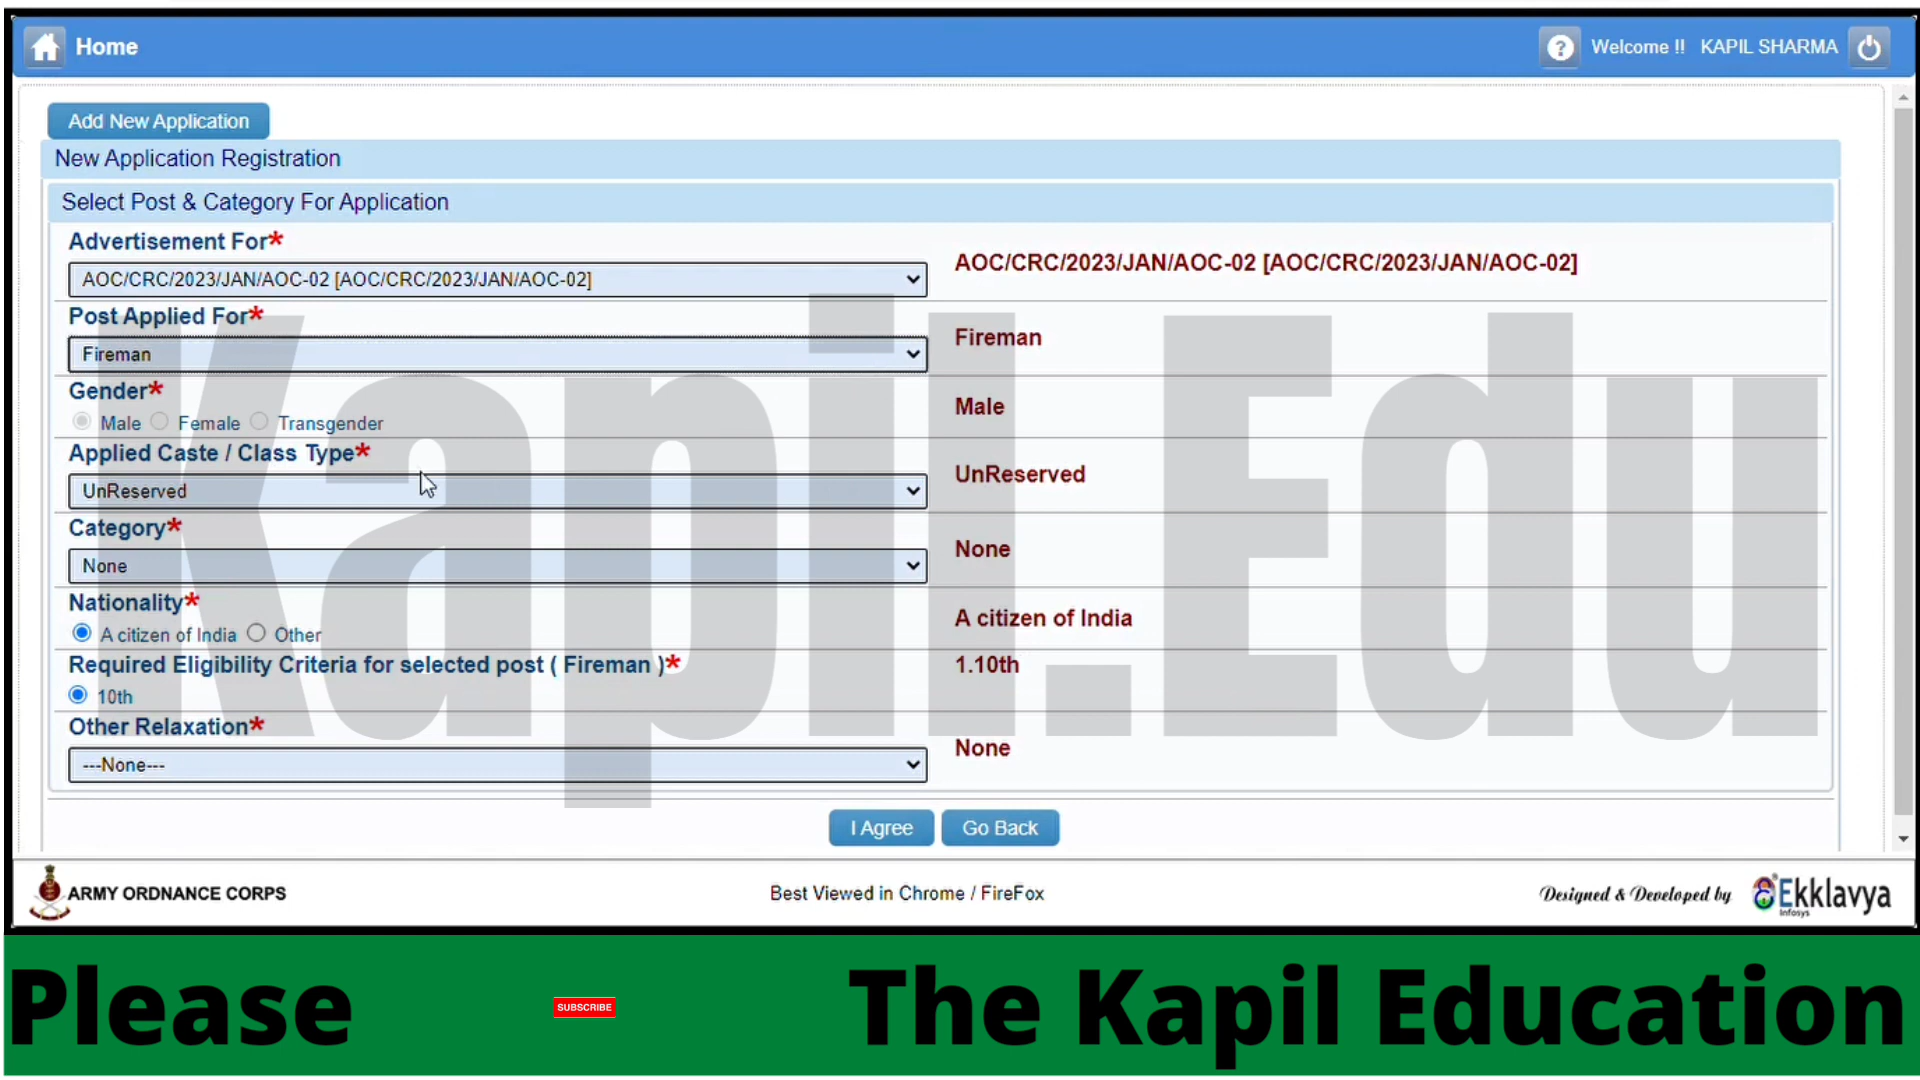 Home
? Welcome !! KAPIL SHARMA
Add New Application
New Application Registration
Select Post & Category For Application
Advertisement For*
AOC/CRC/2023/JAN/AOC-02 [AOC/CRC/2023/JAN/AOC-02]
AOC/CRC/2023/JAN/AOC-02 [AOC/CRC/2023/JAN/AOC-02]
Post Applied For*
Fireman
Fireman
Gender*
Male Female Transgender
Male
Applied Caste / Class Type*
UnReserved
UnReserved
Category*
None
None
Nationality*
A citizen of India Other
A citizen of India
Required Eligibility Criteria for selected post ( Fireman )*
10th
1.10th
Other Relaxation*
---None---
None
Kapil.Edu
I Agree Go Back
ARMY ORDNANCE CORPS
Best Viewed in Chrome / FireFox
Designed & Developed by
Ekklavya
Infosys
Please SUBSCRIBE The Kapil Education